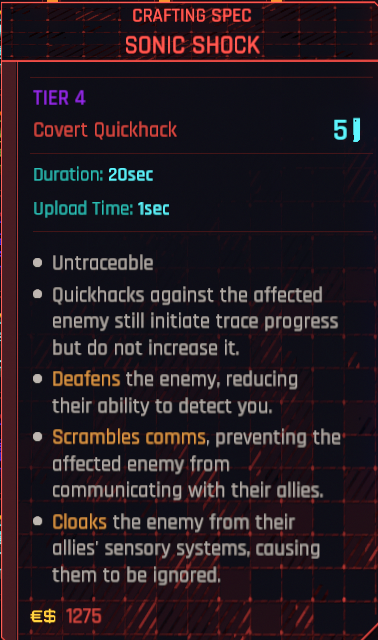 CRAFTING SPEC
SONIC SHOCK
TIER 4
Covert Quickhack 5
Duration: 20sec
Upload Time: 1sec
• Untraceable
• Quickhacks against the affected
enemy still initiate trace progress
but do not increase it.
• Deafens the enemy, reducing
their ability to detect you.
• Scrambles comms, preventing the
affected enemy from
communicating with their allies.
• Cloaks the enemy from their
allies' sensory systems, causing
them to be ignored.
€$ 1275